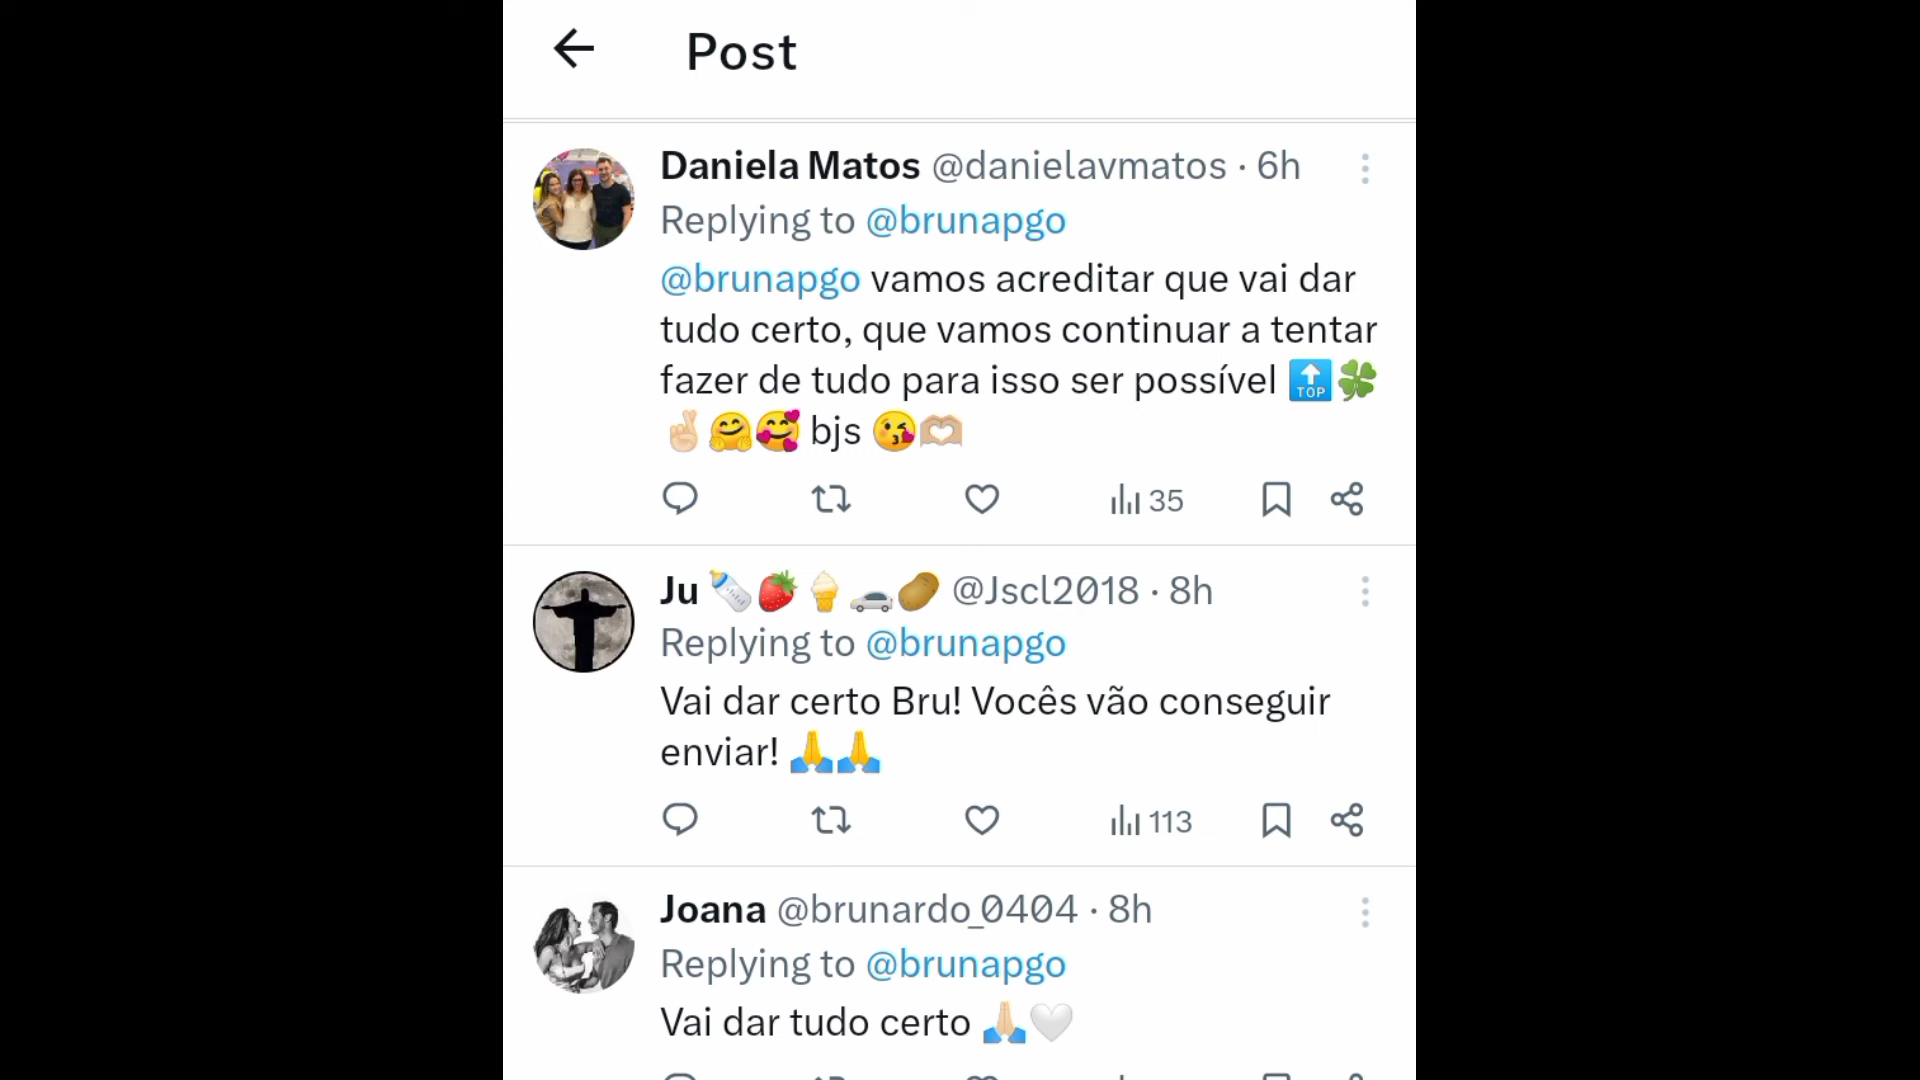 Post
Daniela Matos @danielavmatos · 6h
Replying to @brunapgo
@brunapgo vamos acreditar que vai dar
tudo certo, que vamos continuar a tentar
fazer de tudo para isso ser possível 🔝🍀
🤞🏻🤗🥰 bjs 😘🫶🏼
35
Ju 🍼🍓🍦🚗🥔 @Jscl2018 · 8h
Replying to @brunapgo
Vai dar certo Bru! Vocês vão conseguir
enviar! 🙏🙏
113
Joana @brunardo_0404 · 8h
Replying to @brunapgo
Vai dar tudo certo 🙏🏻🤍